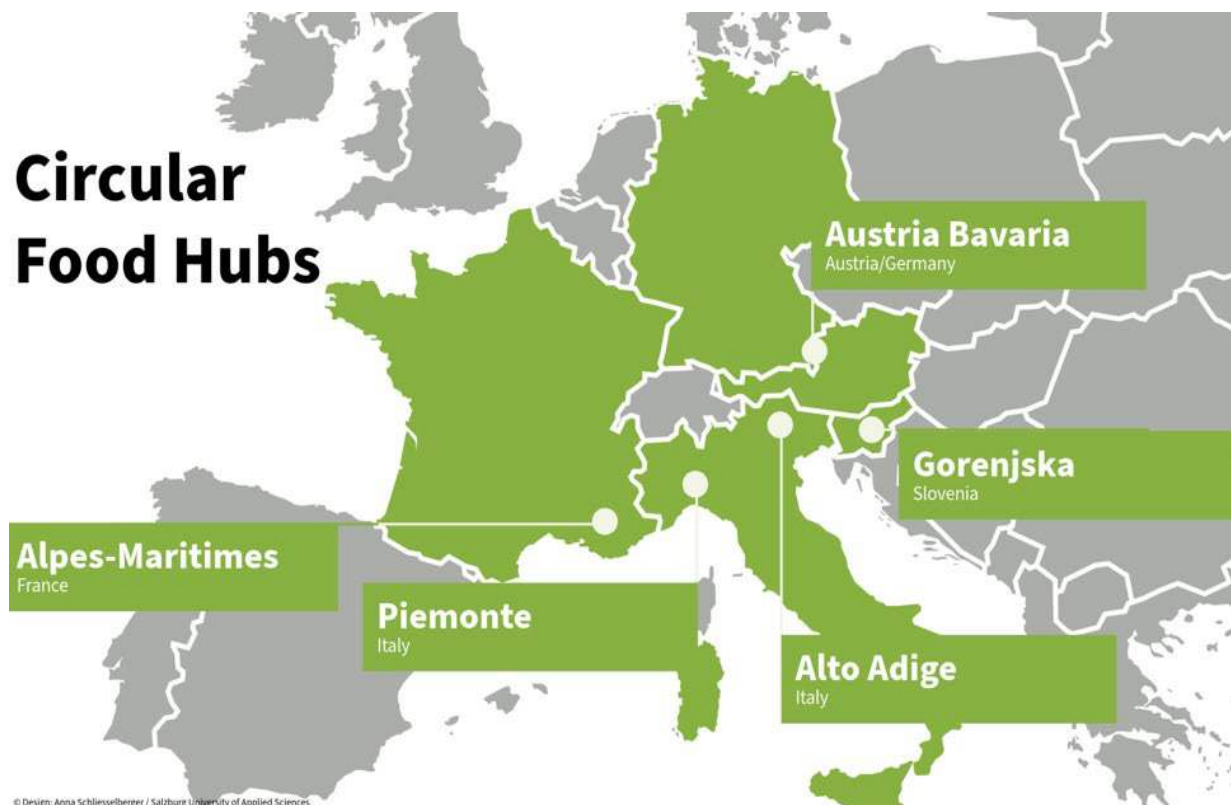 Circular
Food Hubs
Austria Bavaria
Austria/Germany
Gorenjska
Slovenia
Alpes-Maritimes
France
Piemonte
Italy
Alto Adige
Italy
© Design: Anna Schliesselberger / Salzburg University of Applied Sciences